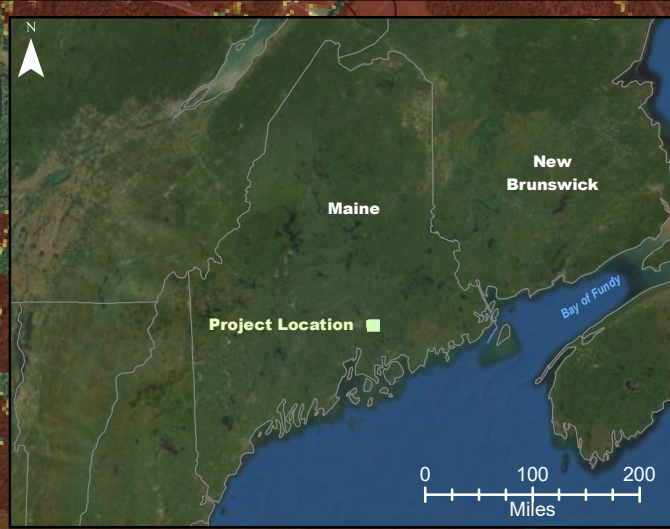 N
New
Brunswick
Maine
Bay of Fundy
Project Location
0 100 200
Miles